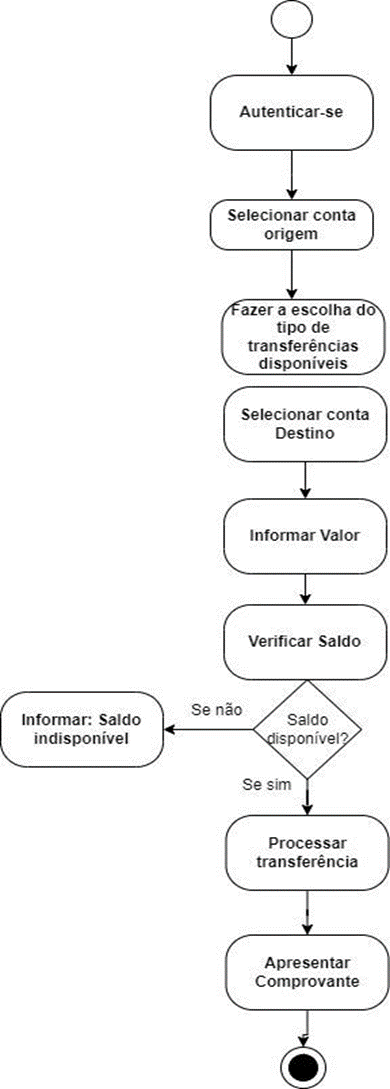 Autenticar-se
Selecionar conta
origem
Fazer a escolha do
tipo de
transferências
disponíveis
Selecionar conta
Destino
Informar Valor
Verificar Saldo
Se não
Saldo
disponível?
Informar: Saldo
indisponível
Se sim
Processar
transferência
Apresentar
Comprovante